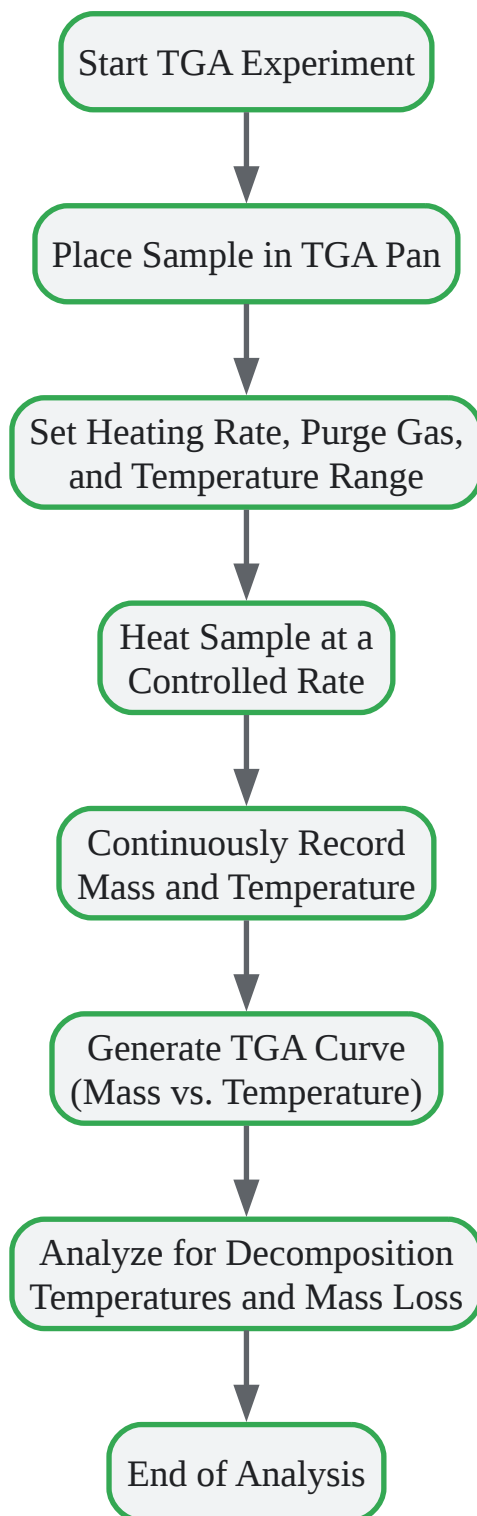 Start TGA Experiment
Place Sample in TGA Pan
Set Heating Rate, Purge Gas,
and Temperature Range
Heat Sample at a
Controlled Rate
Continuously Record
Mass and Temperature
Generate TGA Curve
(Mass vs. Temperature)
Analyze for Decomposition
Temperatures and Mass Loss
End of Analysis